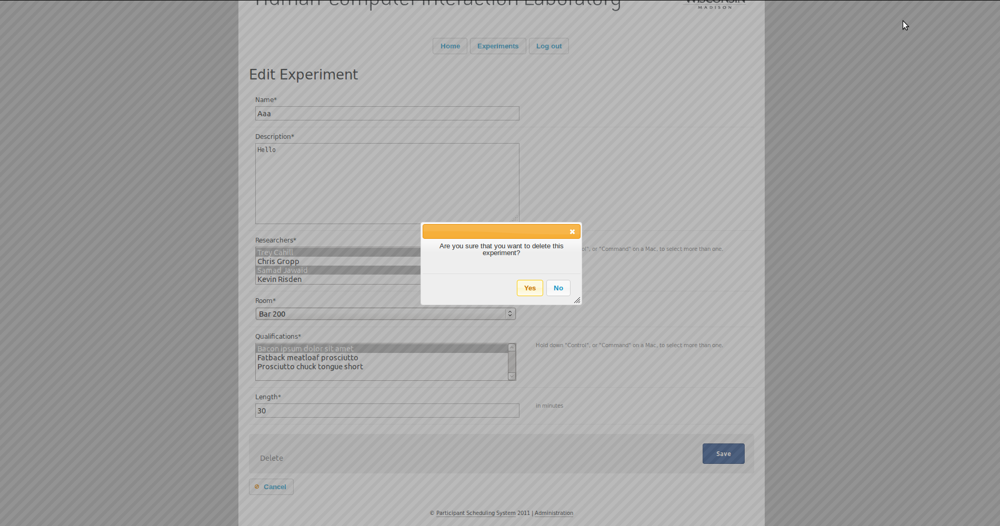 Human-Computer Interaction Laboratory
WISCONSIN
MADISON
Home
Experiments
Log out
Edit Experiment
Name*
Aaa
Description*
Hello
Researchers*
Trey Cahill
Chris Gropp
Samad Jawaid
Kevin Risden
ol", or "Command" on a Mac, to select more than one.
Are you sure that you want to delete this
experiment?
Yes
No
Room*
Bar 200
Qualifications*
Bacon ipsum dolor sit amet
Fatback meatloaf prosciutto
Prosciutto chuck tongue short
Hold down "Control", or "Command" on a Mac, to select more than one.
Length*
30
in minutes
Delete
Save
Cancel
© Participant Scheduling System 2011 | Administration